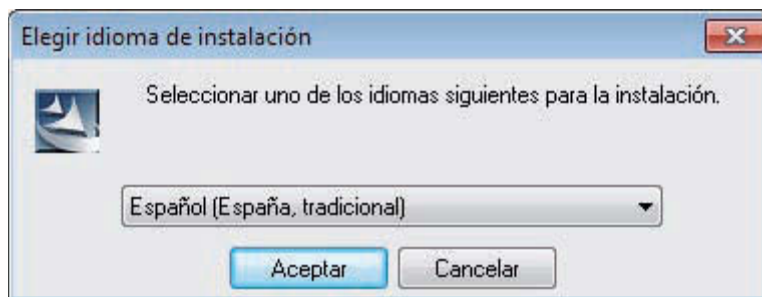 Elegir idioma de instalación
Seleccionar uno de los idiomas siguientes para la instalación.
Español (España, tradicional)
Aceptar
Cancelar